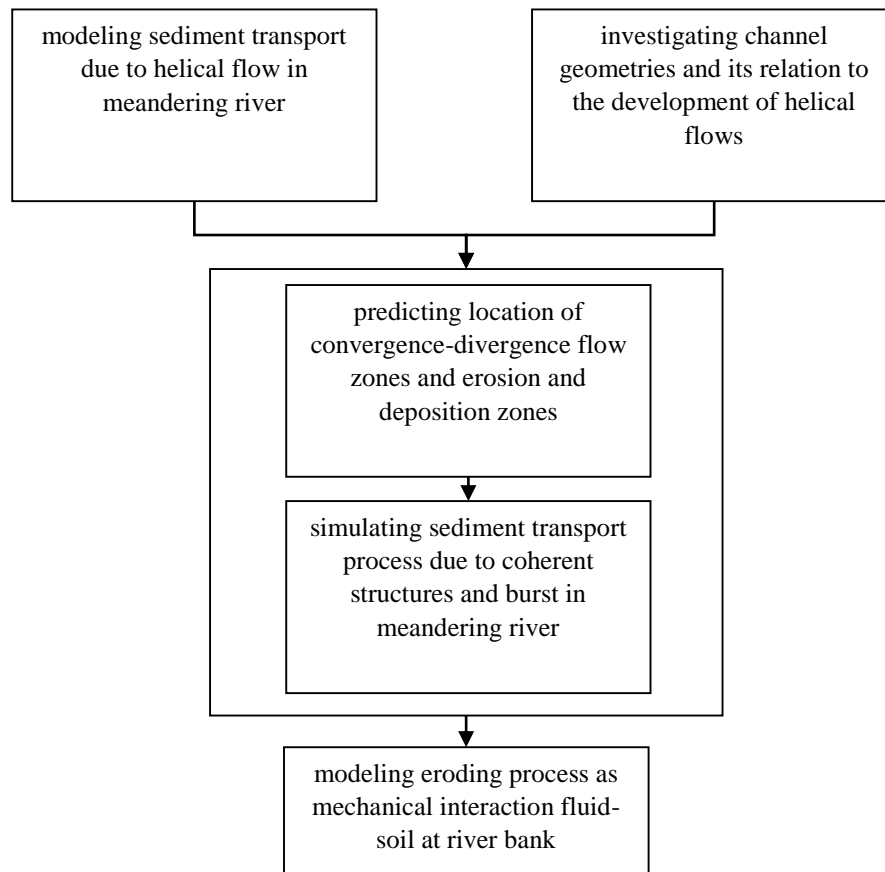 modeling sediment transport
due to helical flow in
meandering river
investigating channel
geometries and its relation to
the development of helical
flows
predicting location of
convergence-divergence flow
zones and erosion and
deposition zones
simulating sediment transport
process due to coherent
structures and burst in
meandering river
modeling eroding process as
mechanical interaction fluid-
soil at river bank